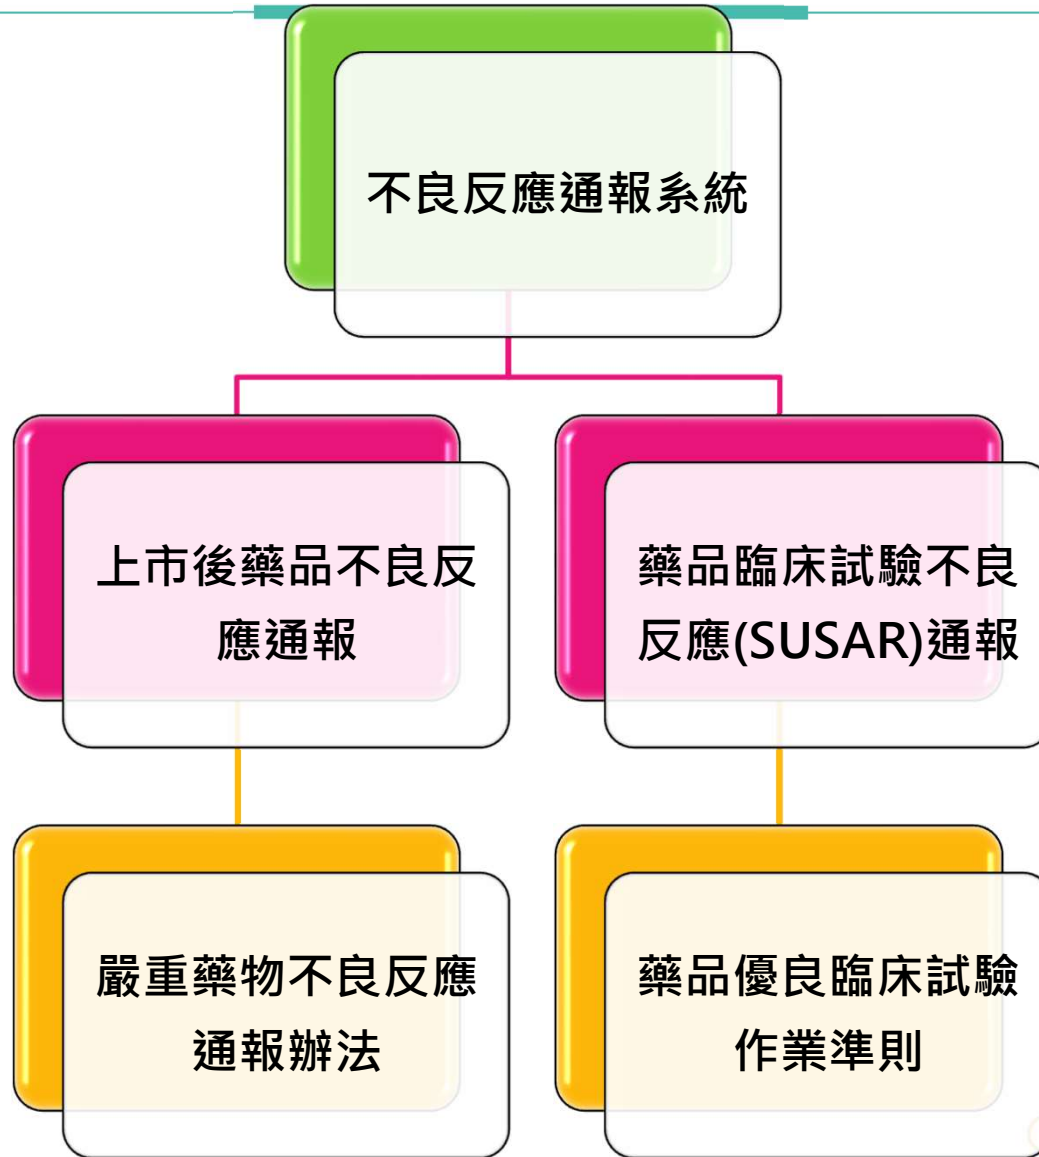 不良反應通報系統
上市後藥品不良反
應通報
藥品臨床試驗不良
反應(SUSAR)通報
嚴重藥物不良反應
通報辦法
藥品優良臨床試驗
作業準則